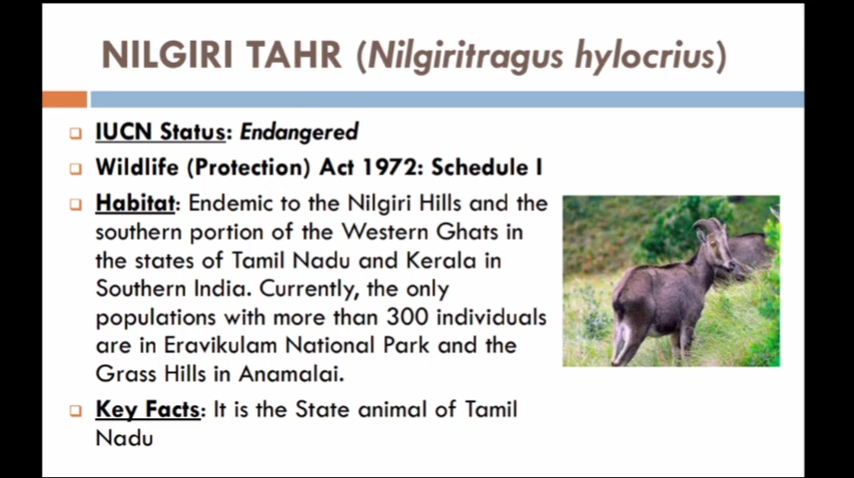 NILGIRI TAHR (Nilgiritragus hylocrius)
IUCN Status: Endangered
Wildlife (Protection) Act 1972: Schedule I
Habitat: Endemic to the Nilgiri Hills and the
southern portion of the Western Ghats in
the states of Tamil Nadu and Kerala in
Southern India. Currently, the only
populations with more than 300 individuals
are in Eravikulam National Park and the
Grass Hills in Anamalai.
Key Facts: It is the State animal of Tamil
Nadu